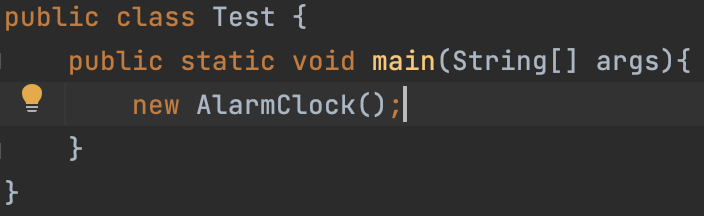 public class Test {
    public static void main(String[] args){
        new AlarmClock();
    }
}